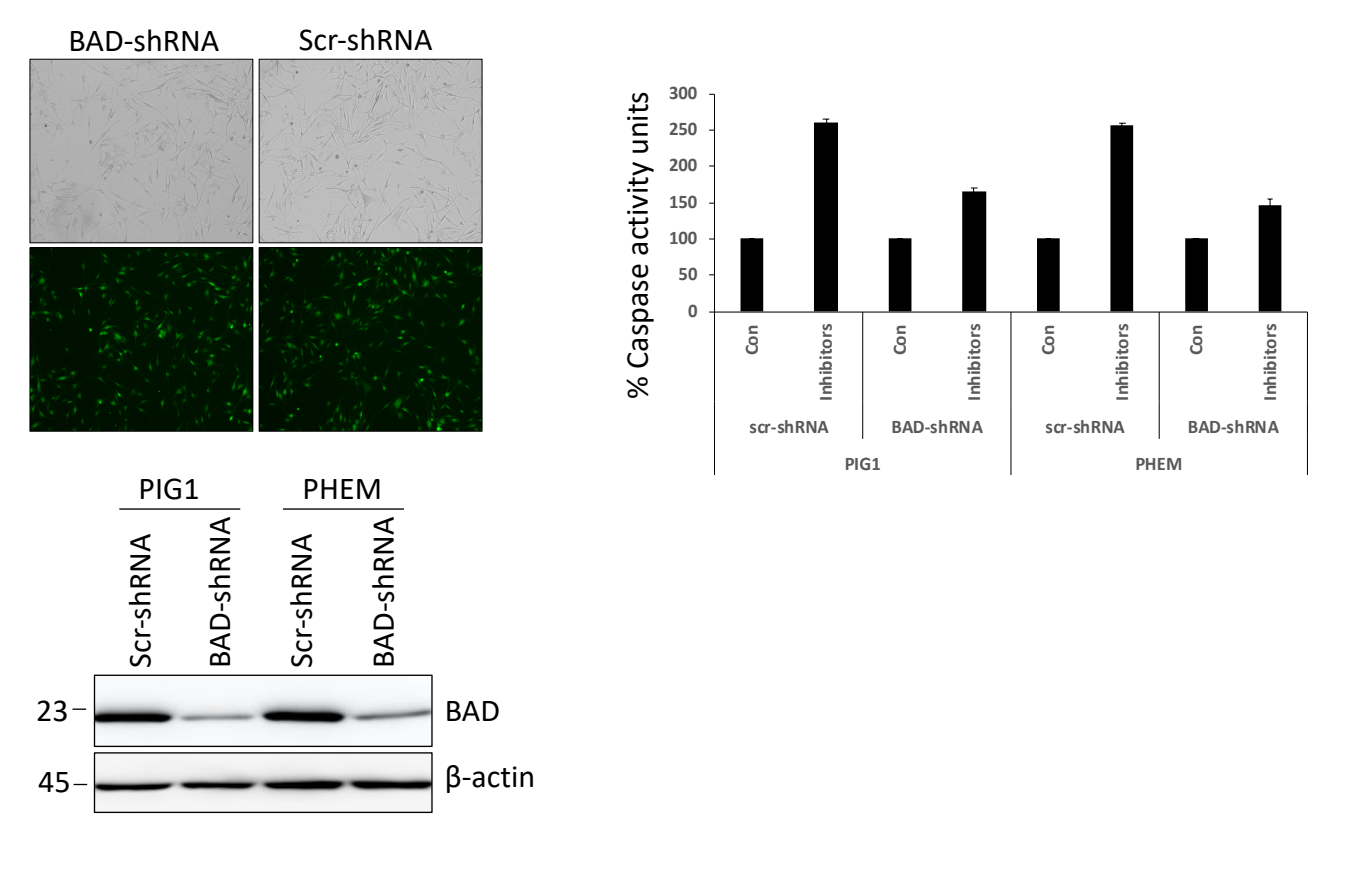 BAD-shRNA Scr-shRNA
PIG1 PHEM
Scr-shRNA BAD-shRNA Scr-shRNA BAD-shRNA
23 BAD
45 β-actin
% Caspase activity units
300
250
200
150
100
50
0
Con Inhibitors Con Inhibitors Con Inhibitors Con Inhibitors
scr-shRNA BAD-shRNA scr-shRNA BAD-shRNA
PIG1 PHEM